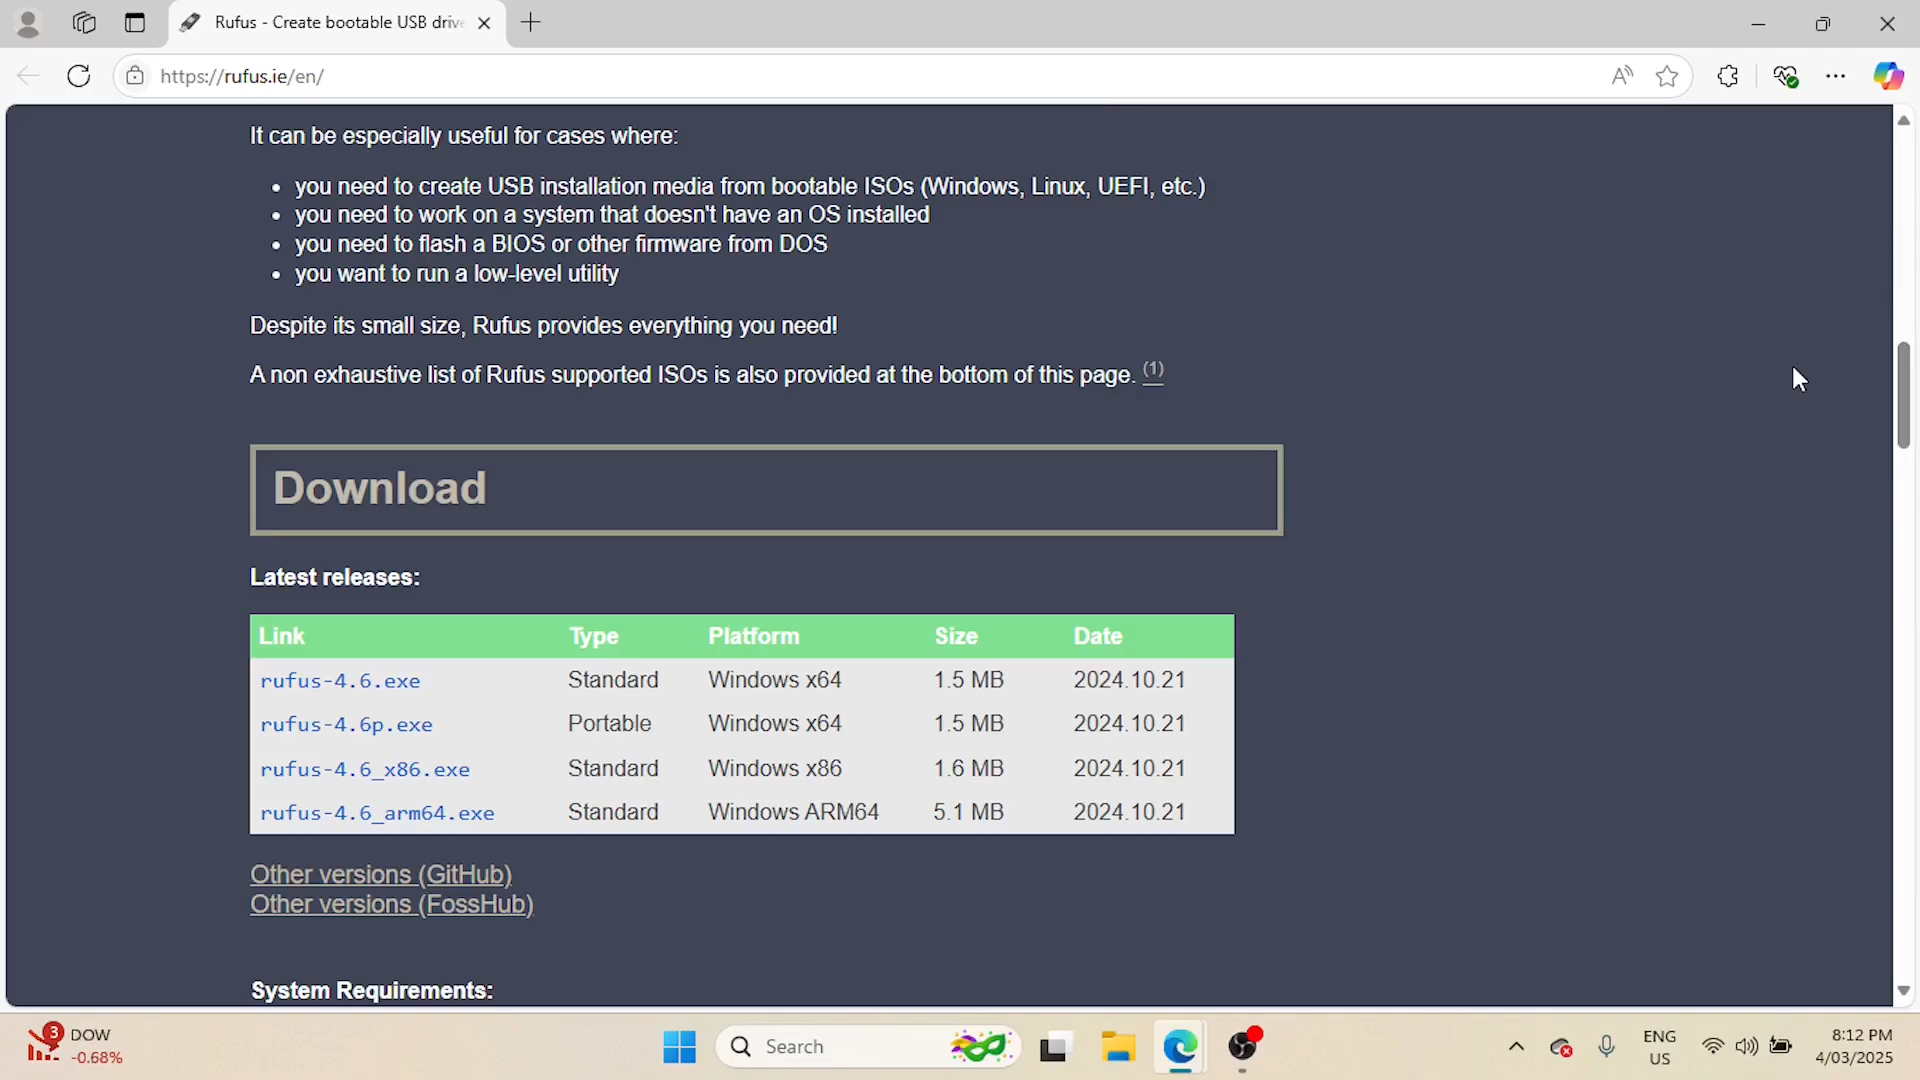 Rufus - Create bootable USB drive
https://rufus.ie/en/
It can be especially useful for cases where:
• you need to create USB installation media from bootable ISOs (Windows, Linux, UEFI, etc.)
• you need to work on a system that doesn't have an OS installed
• you need to flash a BIOS or other firmware from DOS
• you want to run a low-level utility
Despite its small size, Rufus provides everything you need!
A non exhaustive list of Rufus supported ISOs is also provided at the bottom of this page. (1)
Download
Latest releases:
Link Type Platform Size Date
rufus-4.6.exe Standard Windows x64 1.5 MB 2024.10.21
rufus-4.6p.exe Portable Windows x64 1.5 MB 2024.10.21
rufus-4.6_x86.exe Standard Windows x86 1.6 MB 2024.10.21
rufus-4.6_arm64.exe Standard Windows ARM64 5.1 MB 2024.10.21
Other versions (GitHub)
Other versions (FossHub)
System Requirements:
3 DOW
-0.68%
Search
ENG
US
8:12 PM
4/03/2025